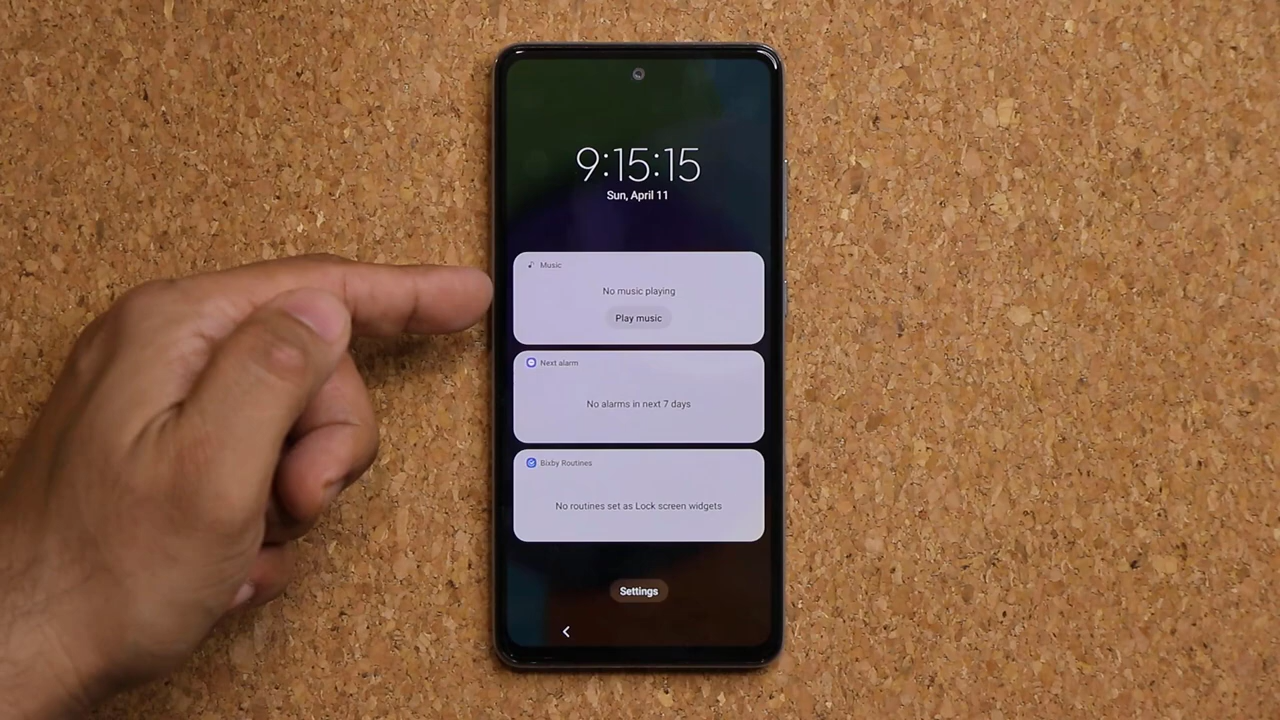 9:15:15
Sun, April 11
Music
No music playing
Play music
Next alarm
No alarms in next 7 days
Bixby Routines
No routines set as Lock screen widgets
Settings